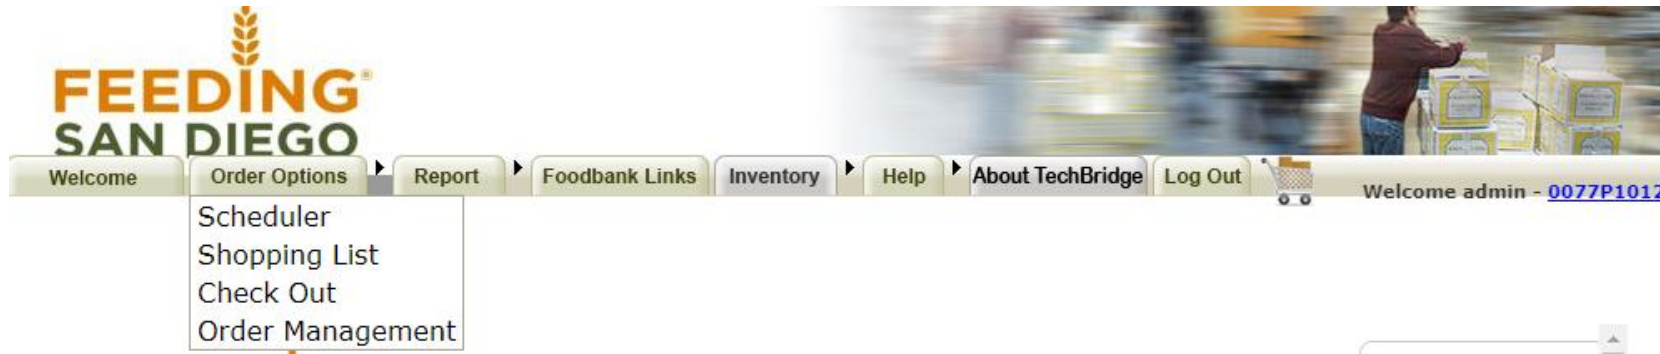 FEEDING®
SAN DIEGO
Welcome Order Options Report Foodbank Links Inventory Help About TechBridge Log Out
Welcome admin - 0077P1012
Scheduler
Shopping List
Check Out
Order Management